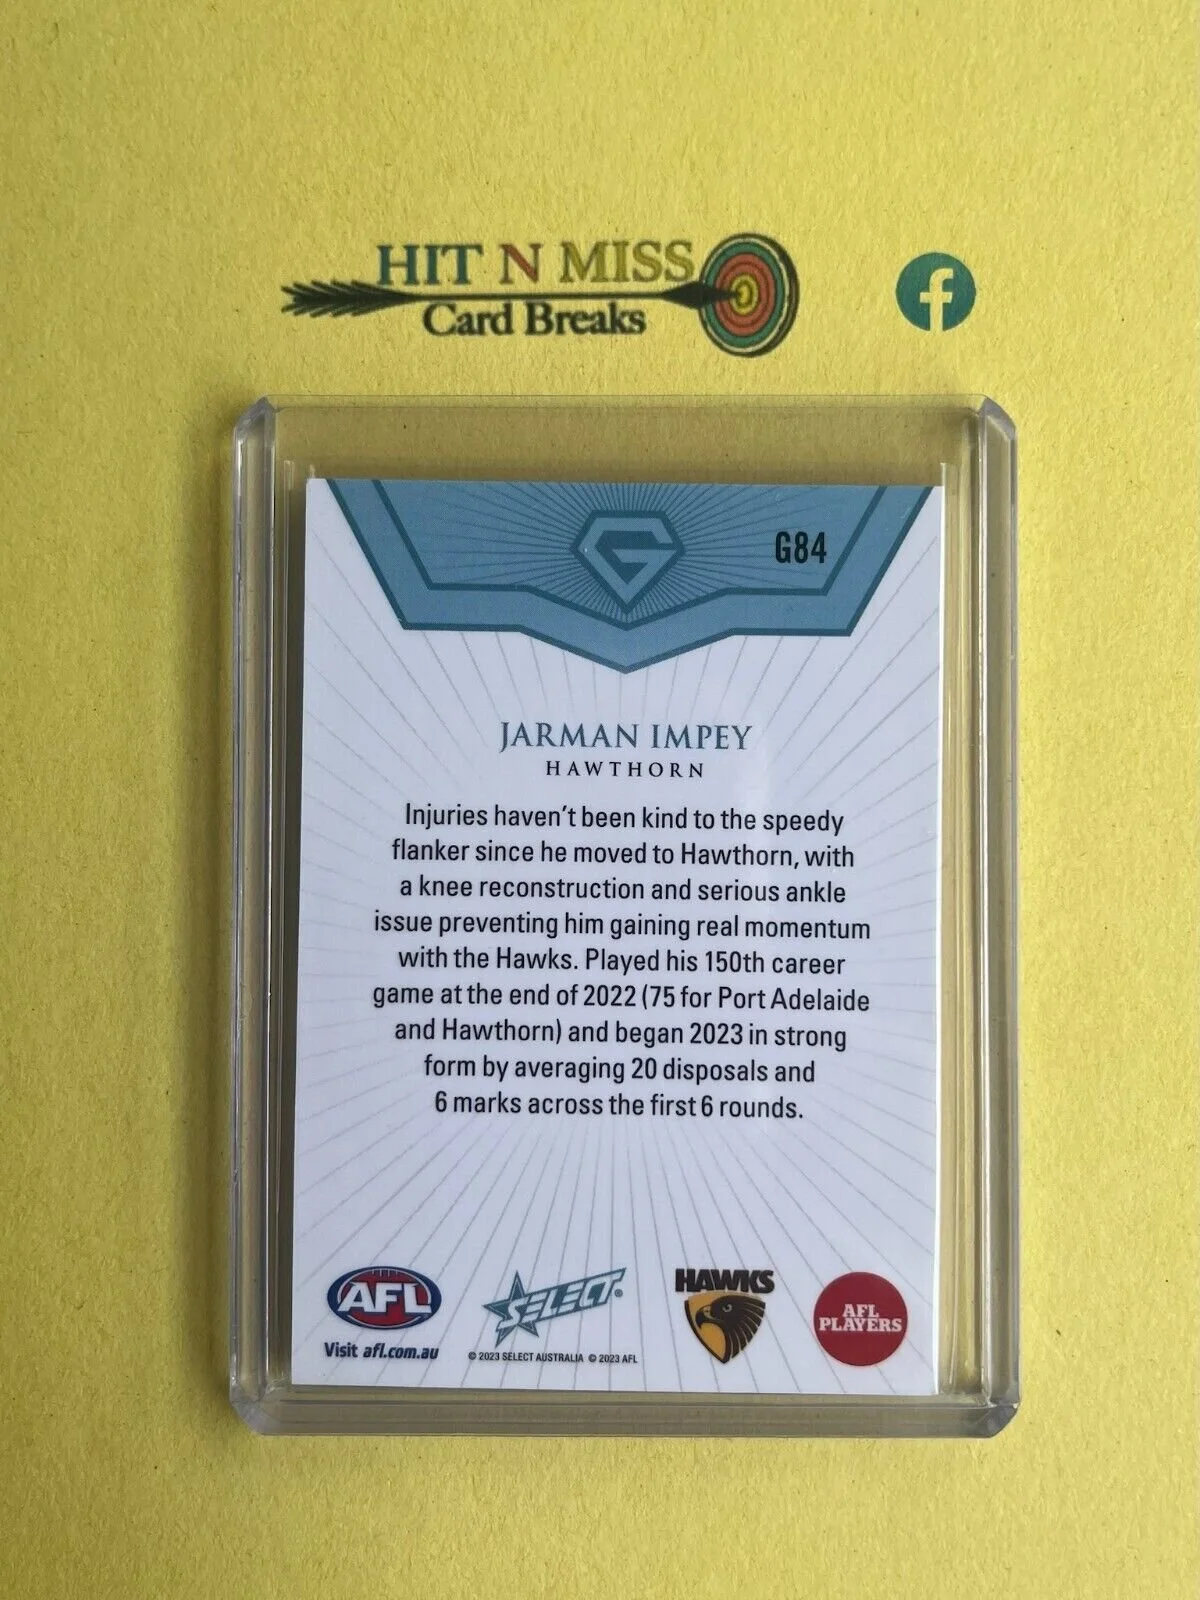 HIT N MISS
Card Breaks
f
G84
G
JARMAN IMPEY
HAWTHORN
Injuries haven't been kind to the speedy
flanker since he moved to Hawthorn, with
a knee reconstruction and serious ankle
issue preventing him gaining real momentum
with the Hawks. Played his 150th career
game at the end of 2022 (75 for Port Adelaide
and Hawthorn) and began 2023 in strong
form by averaging 20 disposals and
6 marks across the first 6 rounds.
AFL
Visit afl.com.au
SELECT®
© 2023 SELECT AUSTRALIA © 2023 AFL
HAWKS
AFL
PLAYERS